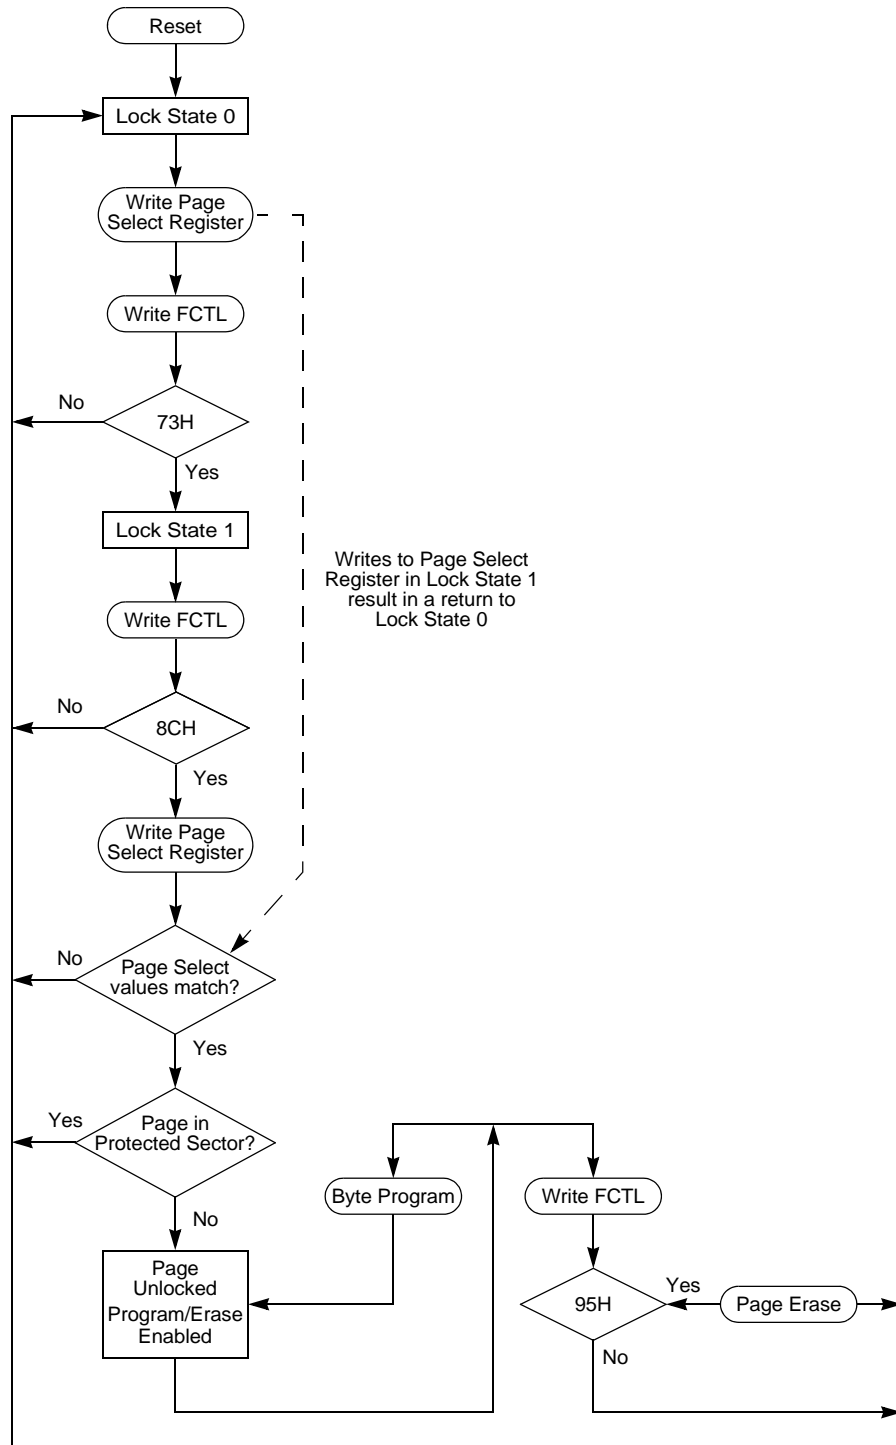 Reset
Lock State 0
Write Page
Select Register
Write FCTL
No
73H
Yes
Lock State 1
Writes to Page Select
Register in Lock State 1
result in a return to
Lock State 0
Write FCTL
No
8CH
Yes
Write Page
Select Register
No
Page Select
values match?
Yes
Yes
Page in
Protected Sector?
No
Byte Program
Write FCTL
Page
Unlocked
Program/Erase
Enabled
95H
Yes
Page Erase
No